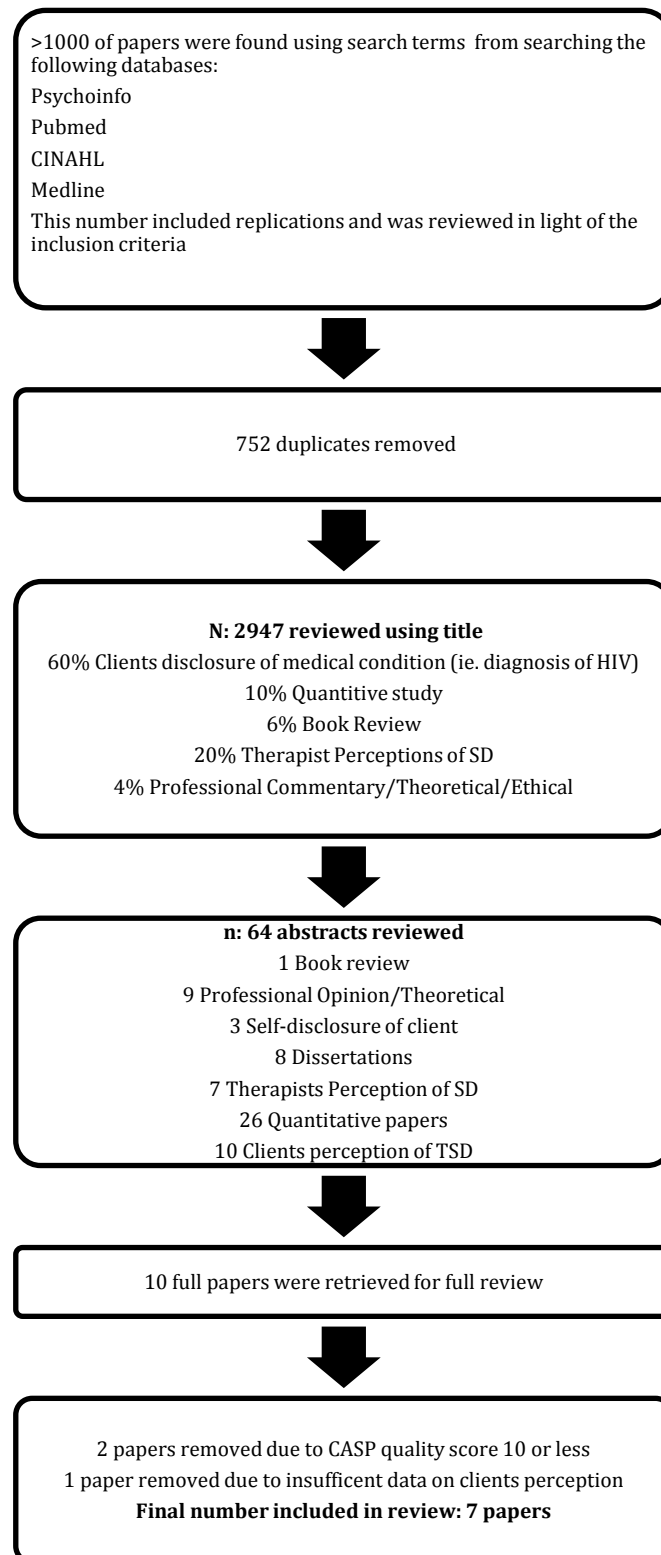 >1000 of papers were found using search terms from searching the
following databases:
Psychoinfo
Pubmed
CINAHL
Medline
This number included replications and was reviewed in light of the
inclusion criteria
752 duplicates removed
N: 2947 reviewed using title
60% Clients disclosure of medical condition (ie. diagnosis of HIV)
10% Quantitive study
6% Book Review
20% Therapist Perceptions of SD
4% Professional Commentary/Theoretical/Ethical
n: 64 abstracts reviewed
1 Book review
9 Professional Opinion/Theoretical
3 Self-disclosure of client
8 Dissertations
7 Therapists Perception of SD
26 Quantitative papers
10 Clients perception of TSD
10 full papers were retrieved for full review
2 papers removed due to CASP quality score 10 or less
1 paper removed due to insufficent data on clients perception
Final number included in review: 7 papers